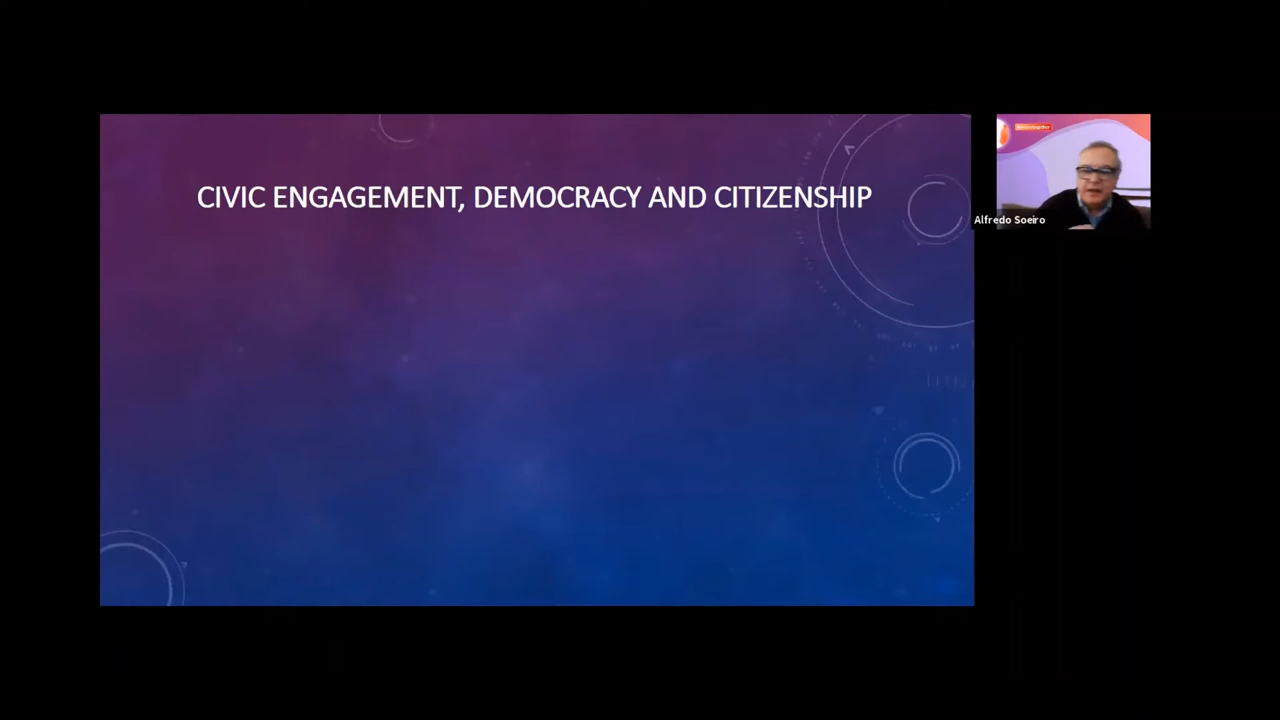 CIVIC ENGAGEMENT, DEMOCRACY AND CITIZENSHIP
Alfredo Soeiro